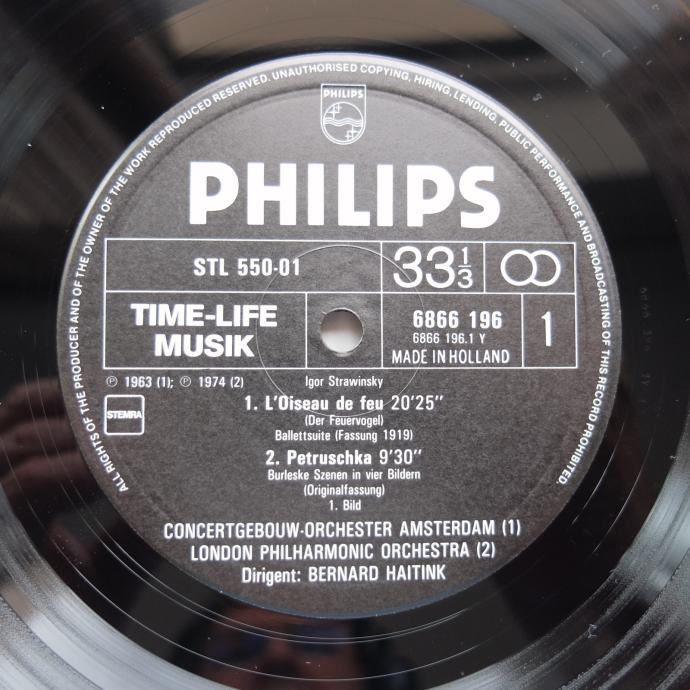 ALL RIGHTS OF THE PRODUCER AND OF THE OWNER OF THE WORK REPRODUCED RESERVED. UNAUTHORISED COPYING, HIRING, LENDING, PUBLIC PERFORMANCE AND BROADCASTING OF THIS RECORD PROHIBITED.
PHILIPS
PHILIPS
STL 550-01
33 1/3
TIME-LIFE
MUSIK
6866 196
6866 196.1 Y
MADE IN HOLLAND
1
℗ 1963 (1); ℗ 1974 (2)
Igor Strawinsky
STEMRA
1. L'Oiseau de feu 20'25"
(Der Feuervogel)
Ballettsuite (Fassung 1919)
2. Petruschka 9'30"
Burleske Szenen in vier Bildern
(Originalfassung)
1. Bild
CONCERTGEBOUW-ORCHESTER AMSTERDAM (1)
LONDON PHILHARMONIC ORCHESTRA (2)
Dirigent: BERNARD HAITINK